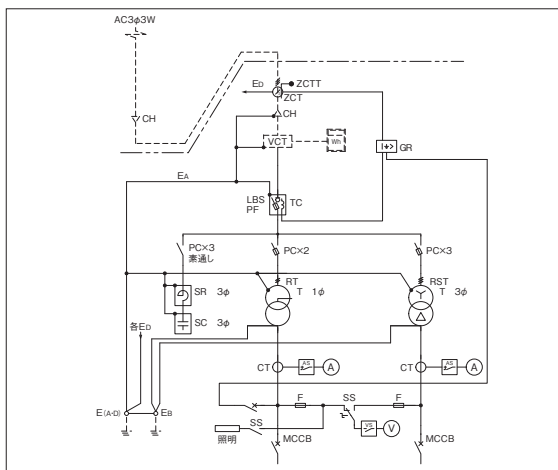 AC3φ3W
ED
ZCTT
ZCT
CH
CH
VCT
Wh
GR
I≑>
EA
LBS
PF
TC
PC×3
素通し
PC×2
PC×3
RT
T 1φ
RST
T 3φ
SR 3φ
SC 3φ
各ED
CT
AS
A
CT
AS
A
E(A・D)
EB
F
SS
F
SS
照明
VS
V
MCCB
MCCB